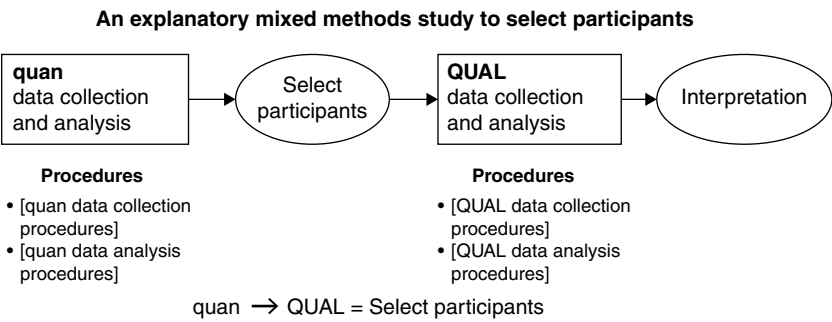 An explanatory mixed methods study to select participants
quan
data collection
and analysis
Select
participants
QUAL
data collection
and analysis
Interpretation
Procedures
• [quan data collection
procedures]
• [quan data analysis
procedures]
Procedures
• [QUAL data collection
procedures]
• [QUAL data analysis
procedures]
quan → QUAL = Select participants